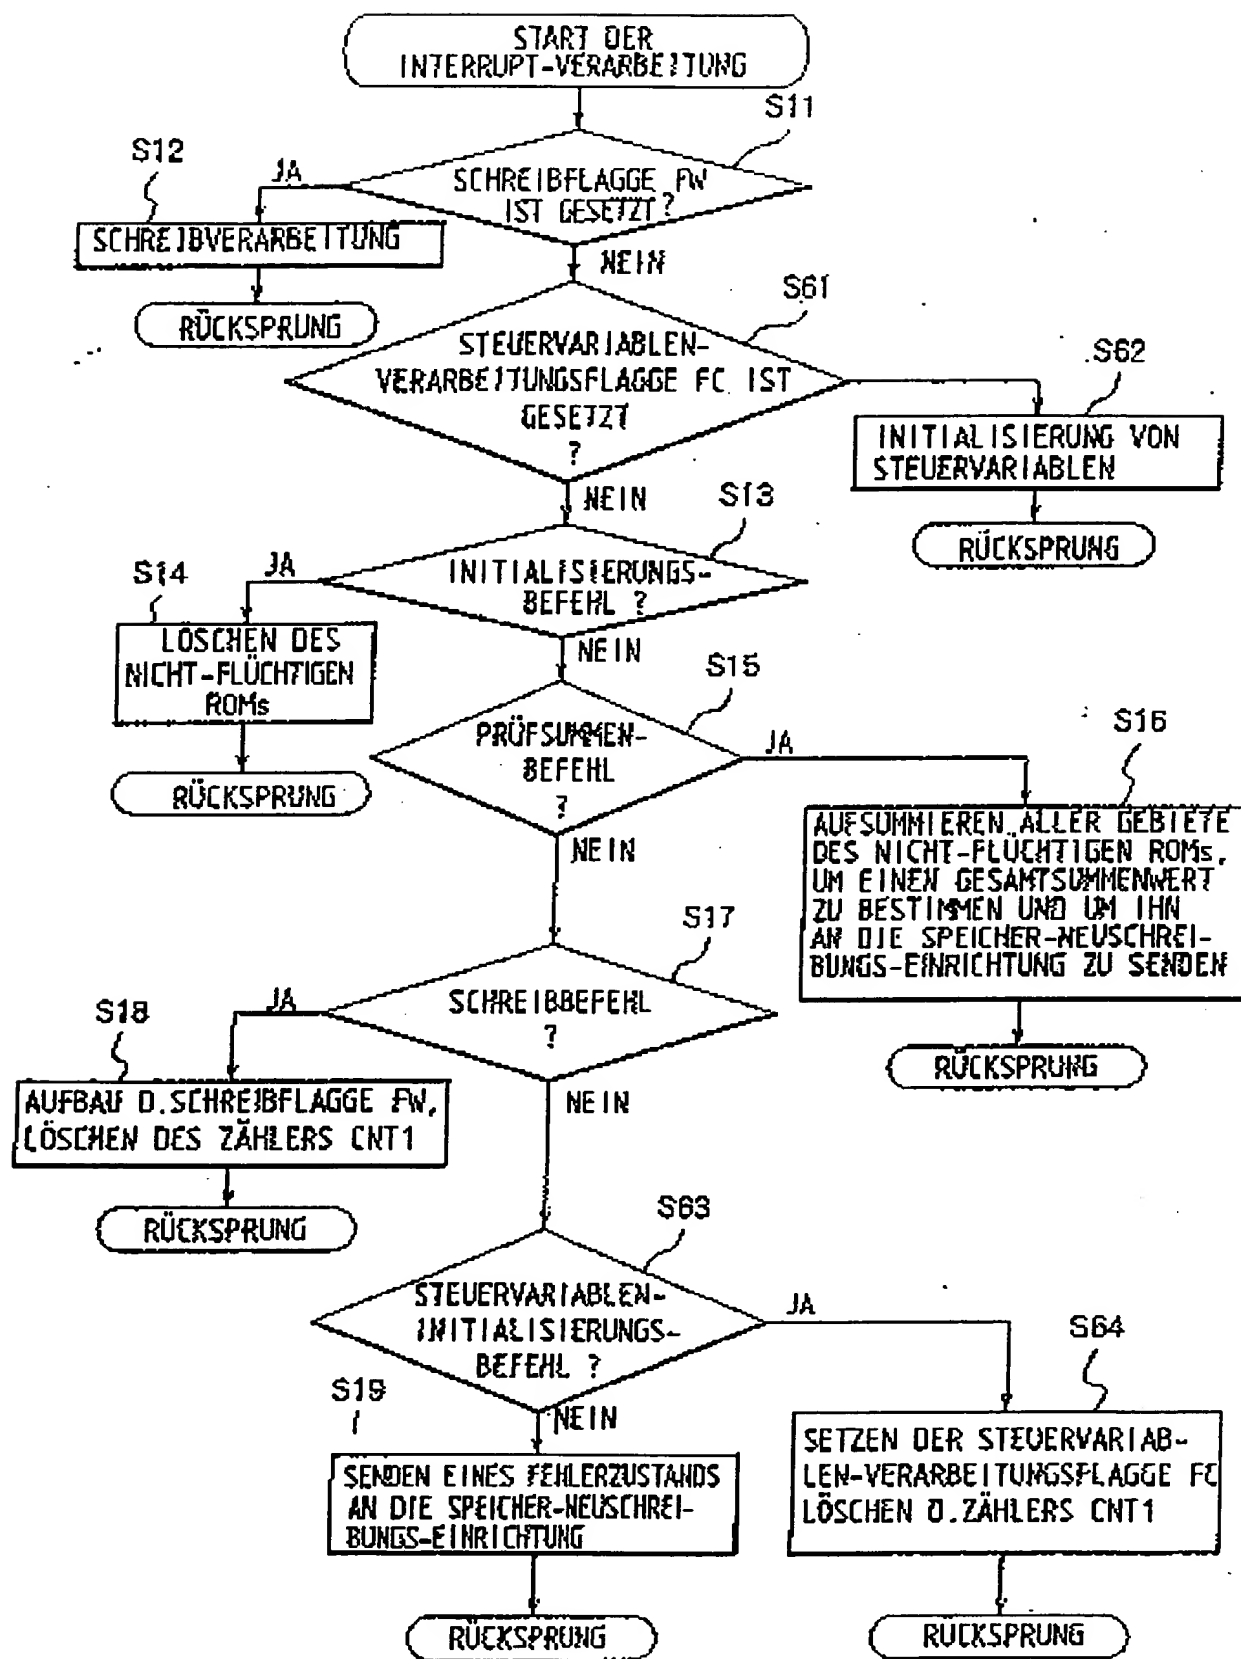 START DER
INTERRUPT-VERARBEITUNG
S11
SCHREIBFLAGGE FW
IST GESETZT?
JA
S12
SCHREIBVERARBEITUNG
RÜCKSPRUNG
NEIN
S61
STEUERVARIABLEN-
VERARBEITUNGSFLAGGE FC IST
GESETZT
?
S62
INITIALISIERUNG VON
STEUERVARIABLEN
RÜCKSPRUNG
NEIN
S13
INITIALISIERUNGS-
BEFEHL ?
JA
S14
LÖSCHEN DES
NICHT-FLÜCHTIGEN
ROMs
RÜCKSPRUNG
NEIN
S15
PRÜFSUMMEN-
BEFEHL
?
JA
S16
AUFSUMMIEREN ALLER GEBIETE
DES NICHT-FLÜCHTIGEN ROMs,
UM EINEN GESAMTSUMMENWERT
ZU BESTIMMEN UND UM IHN
AN DIE SPEICHER-NEUSCHREI-
BUNGS-EINRICHTUNG ZU SENDEN
RÜCKSPRUNG
NEIN
S17
SCHREIBBEFEHL
?
JA
S18
AUFBAU D.SCHREIBFLAGGE FW,
LÖSCHEN DES ZÄHLERS CNT1
RÜCKSPRUNG
NEIN
S63
STEUERVARIABLEN-
INITIALISIERUNGS-
BEFEHL ?
JA
S64
SETZEN DER STEUERVARIAB-
LEN-VERARBEITUNGSFLAGGE FC
LÖSCHEN D.ZÄHLERS CNT1
RÜCKSPRUNG
NEIN
S19
SENDEN EINES FEHLERZUSTANDS
AN DIE SPEICHER-NEUSCHREI-
BUNGS-EINRICHTUNG
RÜCKSPRUNG